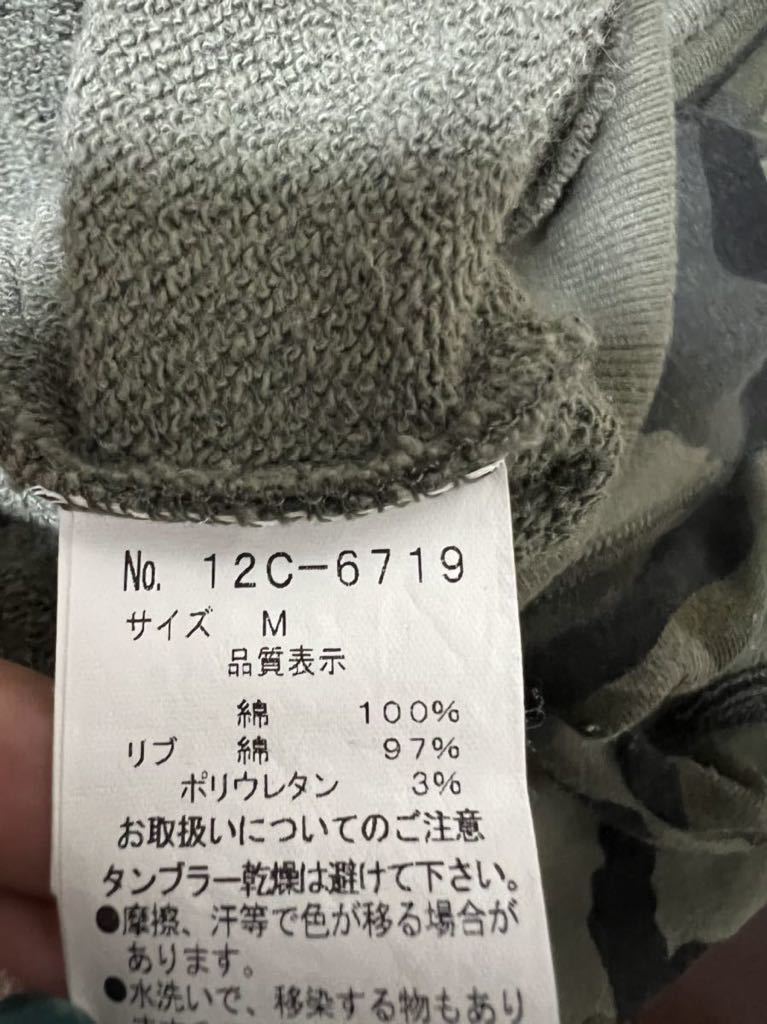 No. 12C-6719
サイズ M
品質表示
綿 100%
リブ 綿 97%
ポリウレタン 3%
お取扱いについてのご注意
タンブラー乾燥は避けて下さい。
●摩擦、汗等で色が移る場合が
あります。
●水洗いで、移染する物もあり